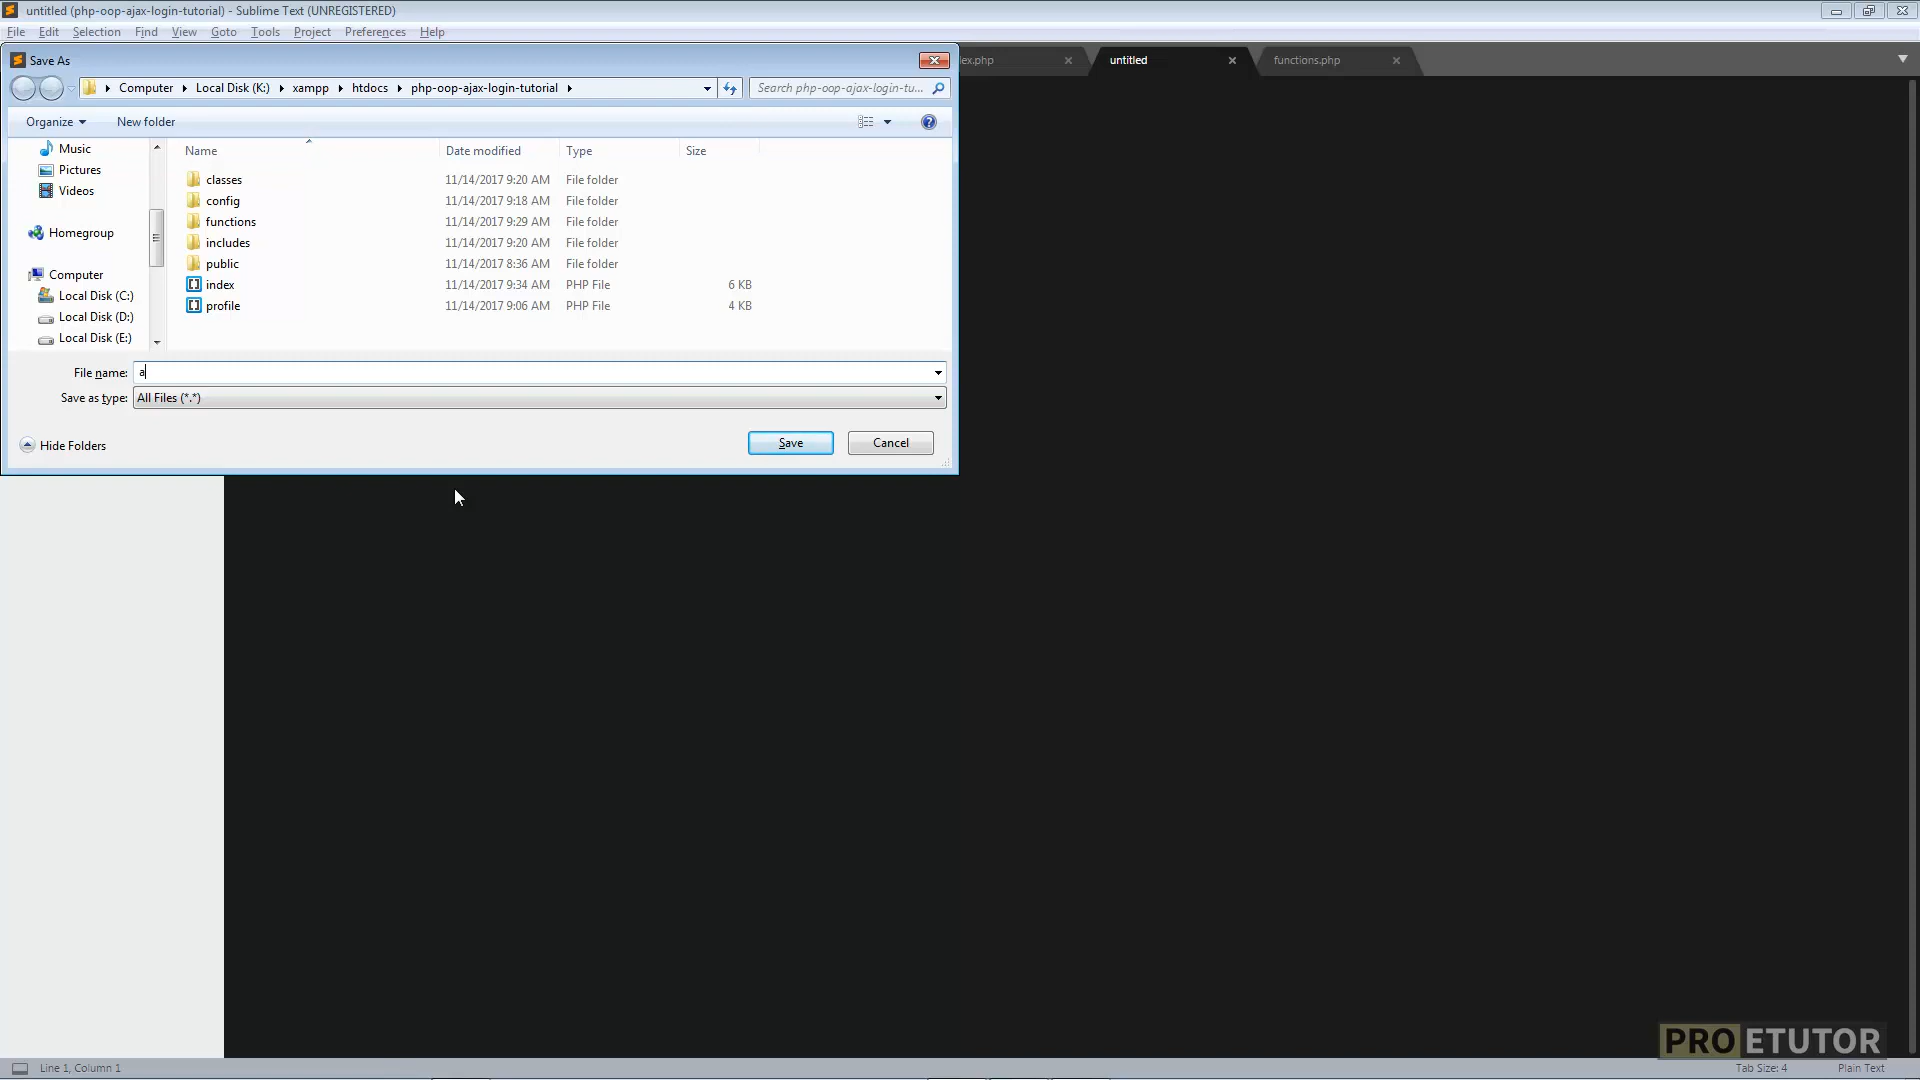 untitled (php-oop-ajax-login-tutorial) - Sublime Text (UNREGISTERED)
File Edit Selection Find View Goto Tools Project Preferences Help
Save As
ex.php
untitled
functions.php
Computer Local Disk (K:) xampp htdocs php-oop-ajax-login-tutorial
Search php-oop-ajax-login-tu...
Organize New folder
Music
Pictures
Videos
Homegroup
Computer
Local Disk (C:)
Local Disk (D:)
Local Disk (E:)
Name Date modified Type Size
classes 11/14/2017 9:20 AM File folder
config 11/14/2017 9:18 AM File folder
functions 11/14/2017 9:29 AM File folder
includes 11/14/2017 9:20 AM File folder
public 11/14/2017 8:36 AM File folder
index 11/14/2017 9:34 AM PHP File 6 KB
profile 11/14/2017 9:06 AM PHP File 4 KB
File name: a
Save as type: All Files (*.*)
Hide Folders
Save
Cancel
PROETUTOR
Line 1, Column 1
Tab Size: 4
Plain Text